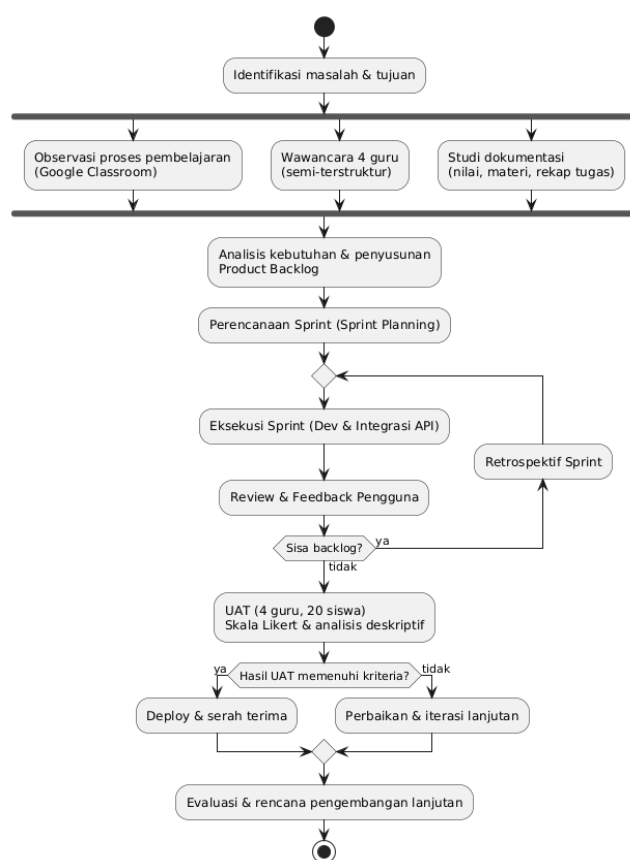 Identifikasi masalah & tujuan
Observasi proses pembelajaran
(Google Classroom)
Wawancara 4 guru
(semi-terstruktur)
Studi dokumentasi
(nilai, materi, rekap tugas)
Analisis kebutuhan & penyusunan
Product Backlog
Perencanaan Sprint (Sprint Planning)
Eksekusi Sprint (Dev & Integrasi API)
Retrospektif Sprint
Review & Feedback Pengguna
Sisa backlog?
ya
tidak
UAT (4 guru, 20 siswa)
Skala Likert & analisis deskriptif
ya
Hasil UAT memenuhi kriteria?
tidak
Deploy & serah terima
Perbaikan & iterasi lanjutan
Evaluasi & rencana pengembangan lanjutan